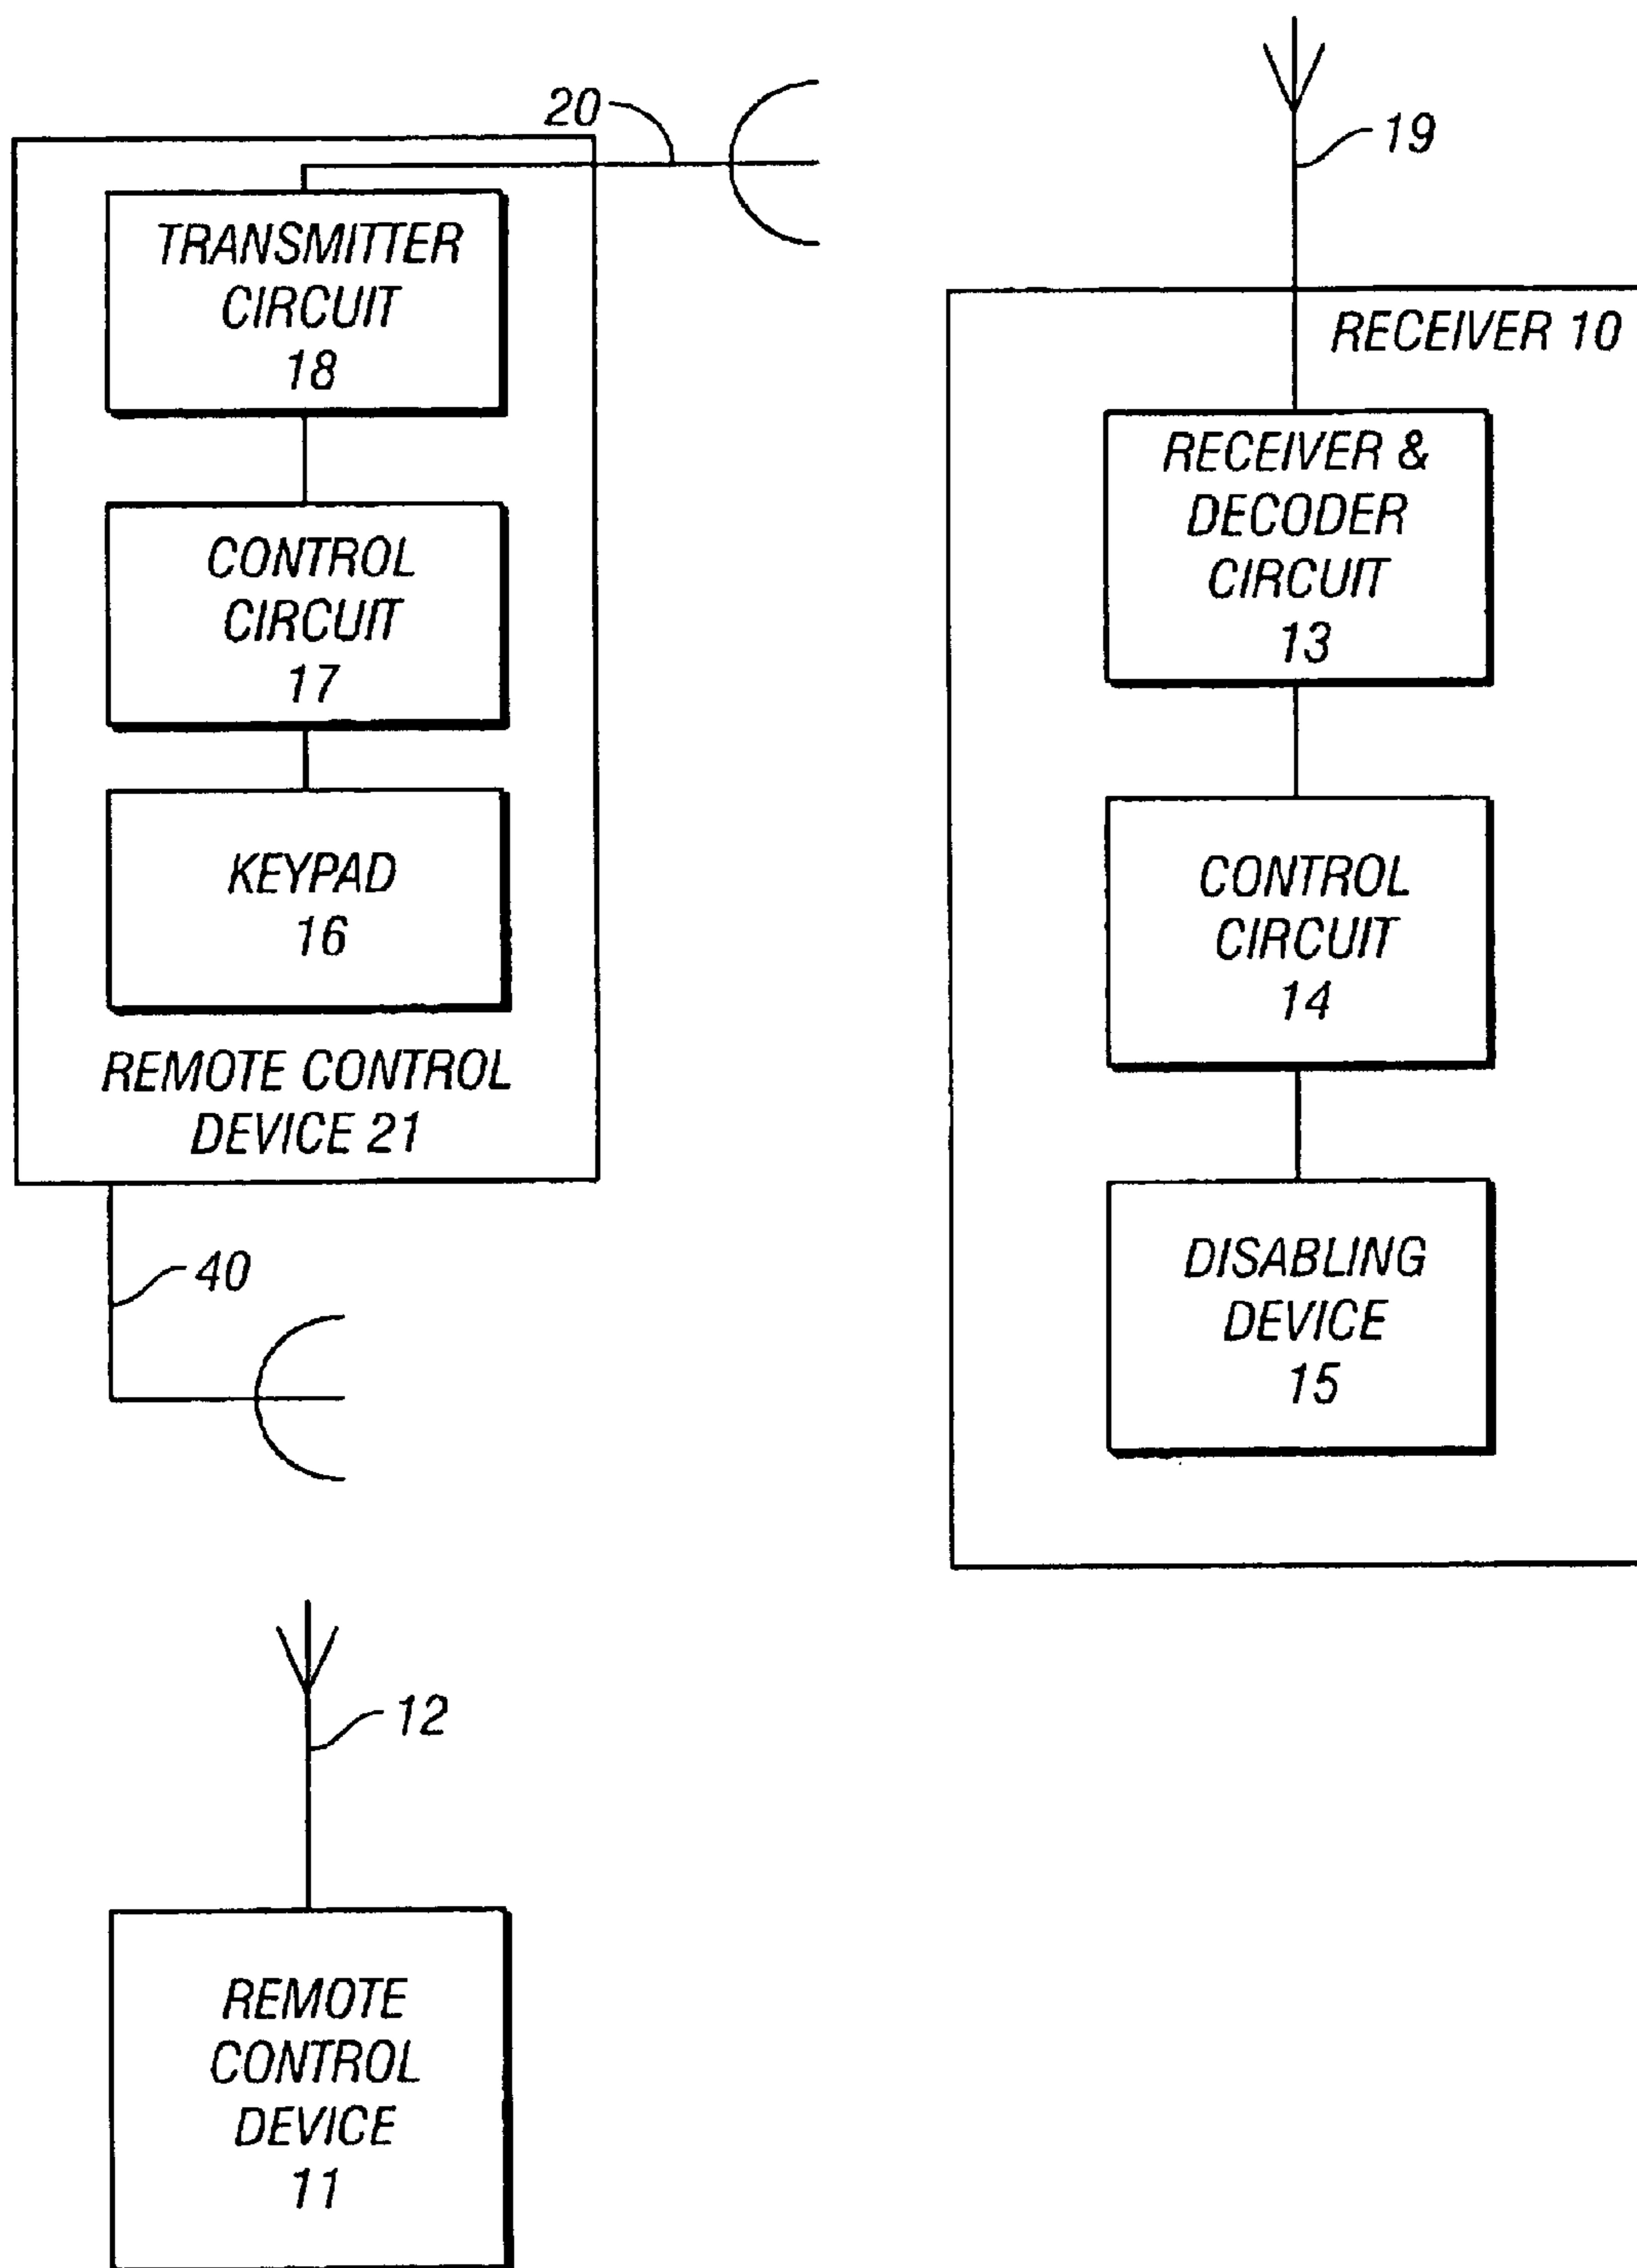 20
TRANSMITTER
CIRCUIT
18
CONTROL
CIRCUIT
17
KEYPAD
16
REMOTE CONTROL
DEVICE 21
40
12
REMOTE
CONTROL
DEVICE
11
19
RECEIVER 10
RECEIVER &
DECODER
CIRCUIT
13
CONTROL
CIRCUIT
14
DISABLING
DEVICE
15